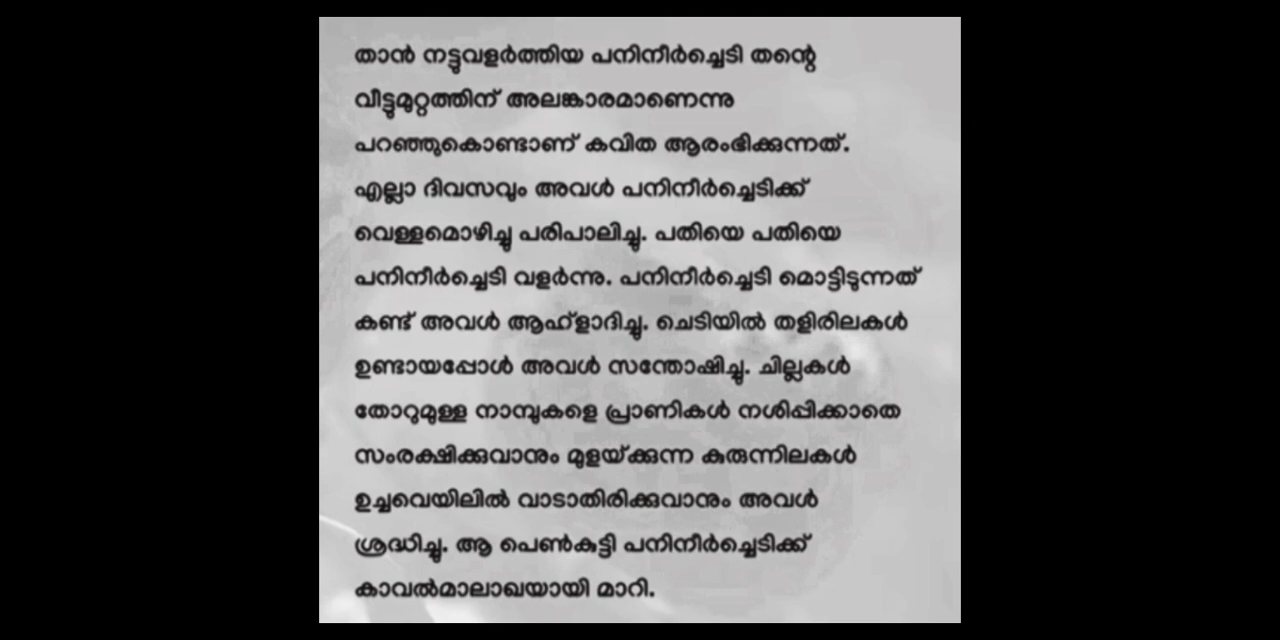 താൻ നട്ടുവളർത്തിയ പനിനീർച്ചെടി തന്റെ
വീട്ടുമുറ്റത്തിന് അലങ്കാരമാണെന്നു
പറഞ്ഞുകൊണ്ടാണ് കവിത ആരംഭിക്കുന്നത്.
എല്ലാ ദിവസവും അവൾ പനിനീർച്ചെടിക്ക്
വെള്ളമൊഴിച്ചു പരിപാലിച്ചു. പതിയെ പതിയെ
പനിനീർച്ചെടി വളർന്നു. പനിനീർച്ചെടി മൊട്ടിടുന്നത്
കണ്ട് അവൾ ആഹ്ളാദിച്ചു. ചെടിയിൽ തളിരിലകൾ
ഉണ്ടായപ്പോൾ അവൾ സന്തോഷിച്ചു. ചില്ലകൾ
തോറുമുള്ള നാമ്പുകളെ പ്രാണികൾ നശിപ്പിക്കാതെ
സംരക്ഷിക്കുവാനും മുളയ്ക്കുന്ന കുരുന്നിലകൾ
ഉച്ചവെയിലിൽ വാടാതിരിക്കുവാനും അവൾ
ശ്രദ്ധിച്ചു. ആ പെൺകുട്ടി പനിനീർച്ചെടിക്ക്
കാവൽമാലാഖയായി മാറി.